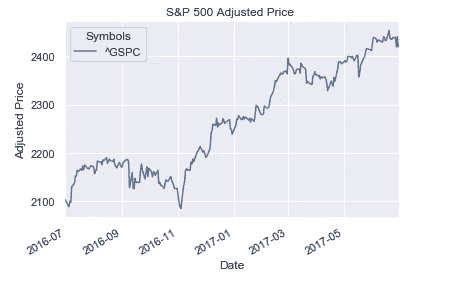 S&P 500 Adjusted Price
Symbols
^GSPC
2400
2300
2200
2100
Adjusted Price
2016-07
2016-09
2016-11
2017-01
2017-03
2017-05
Date